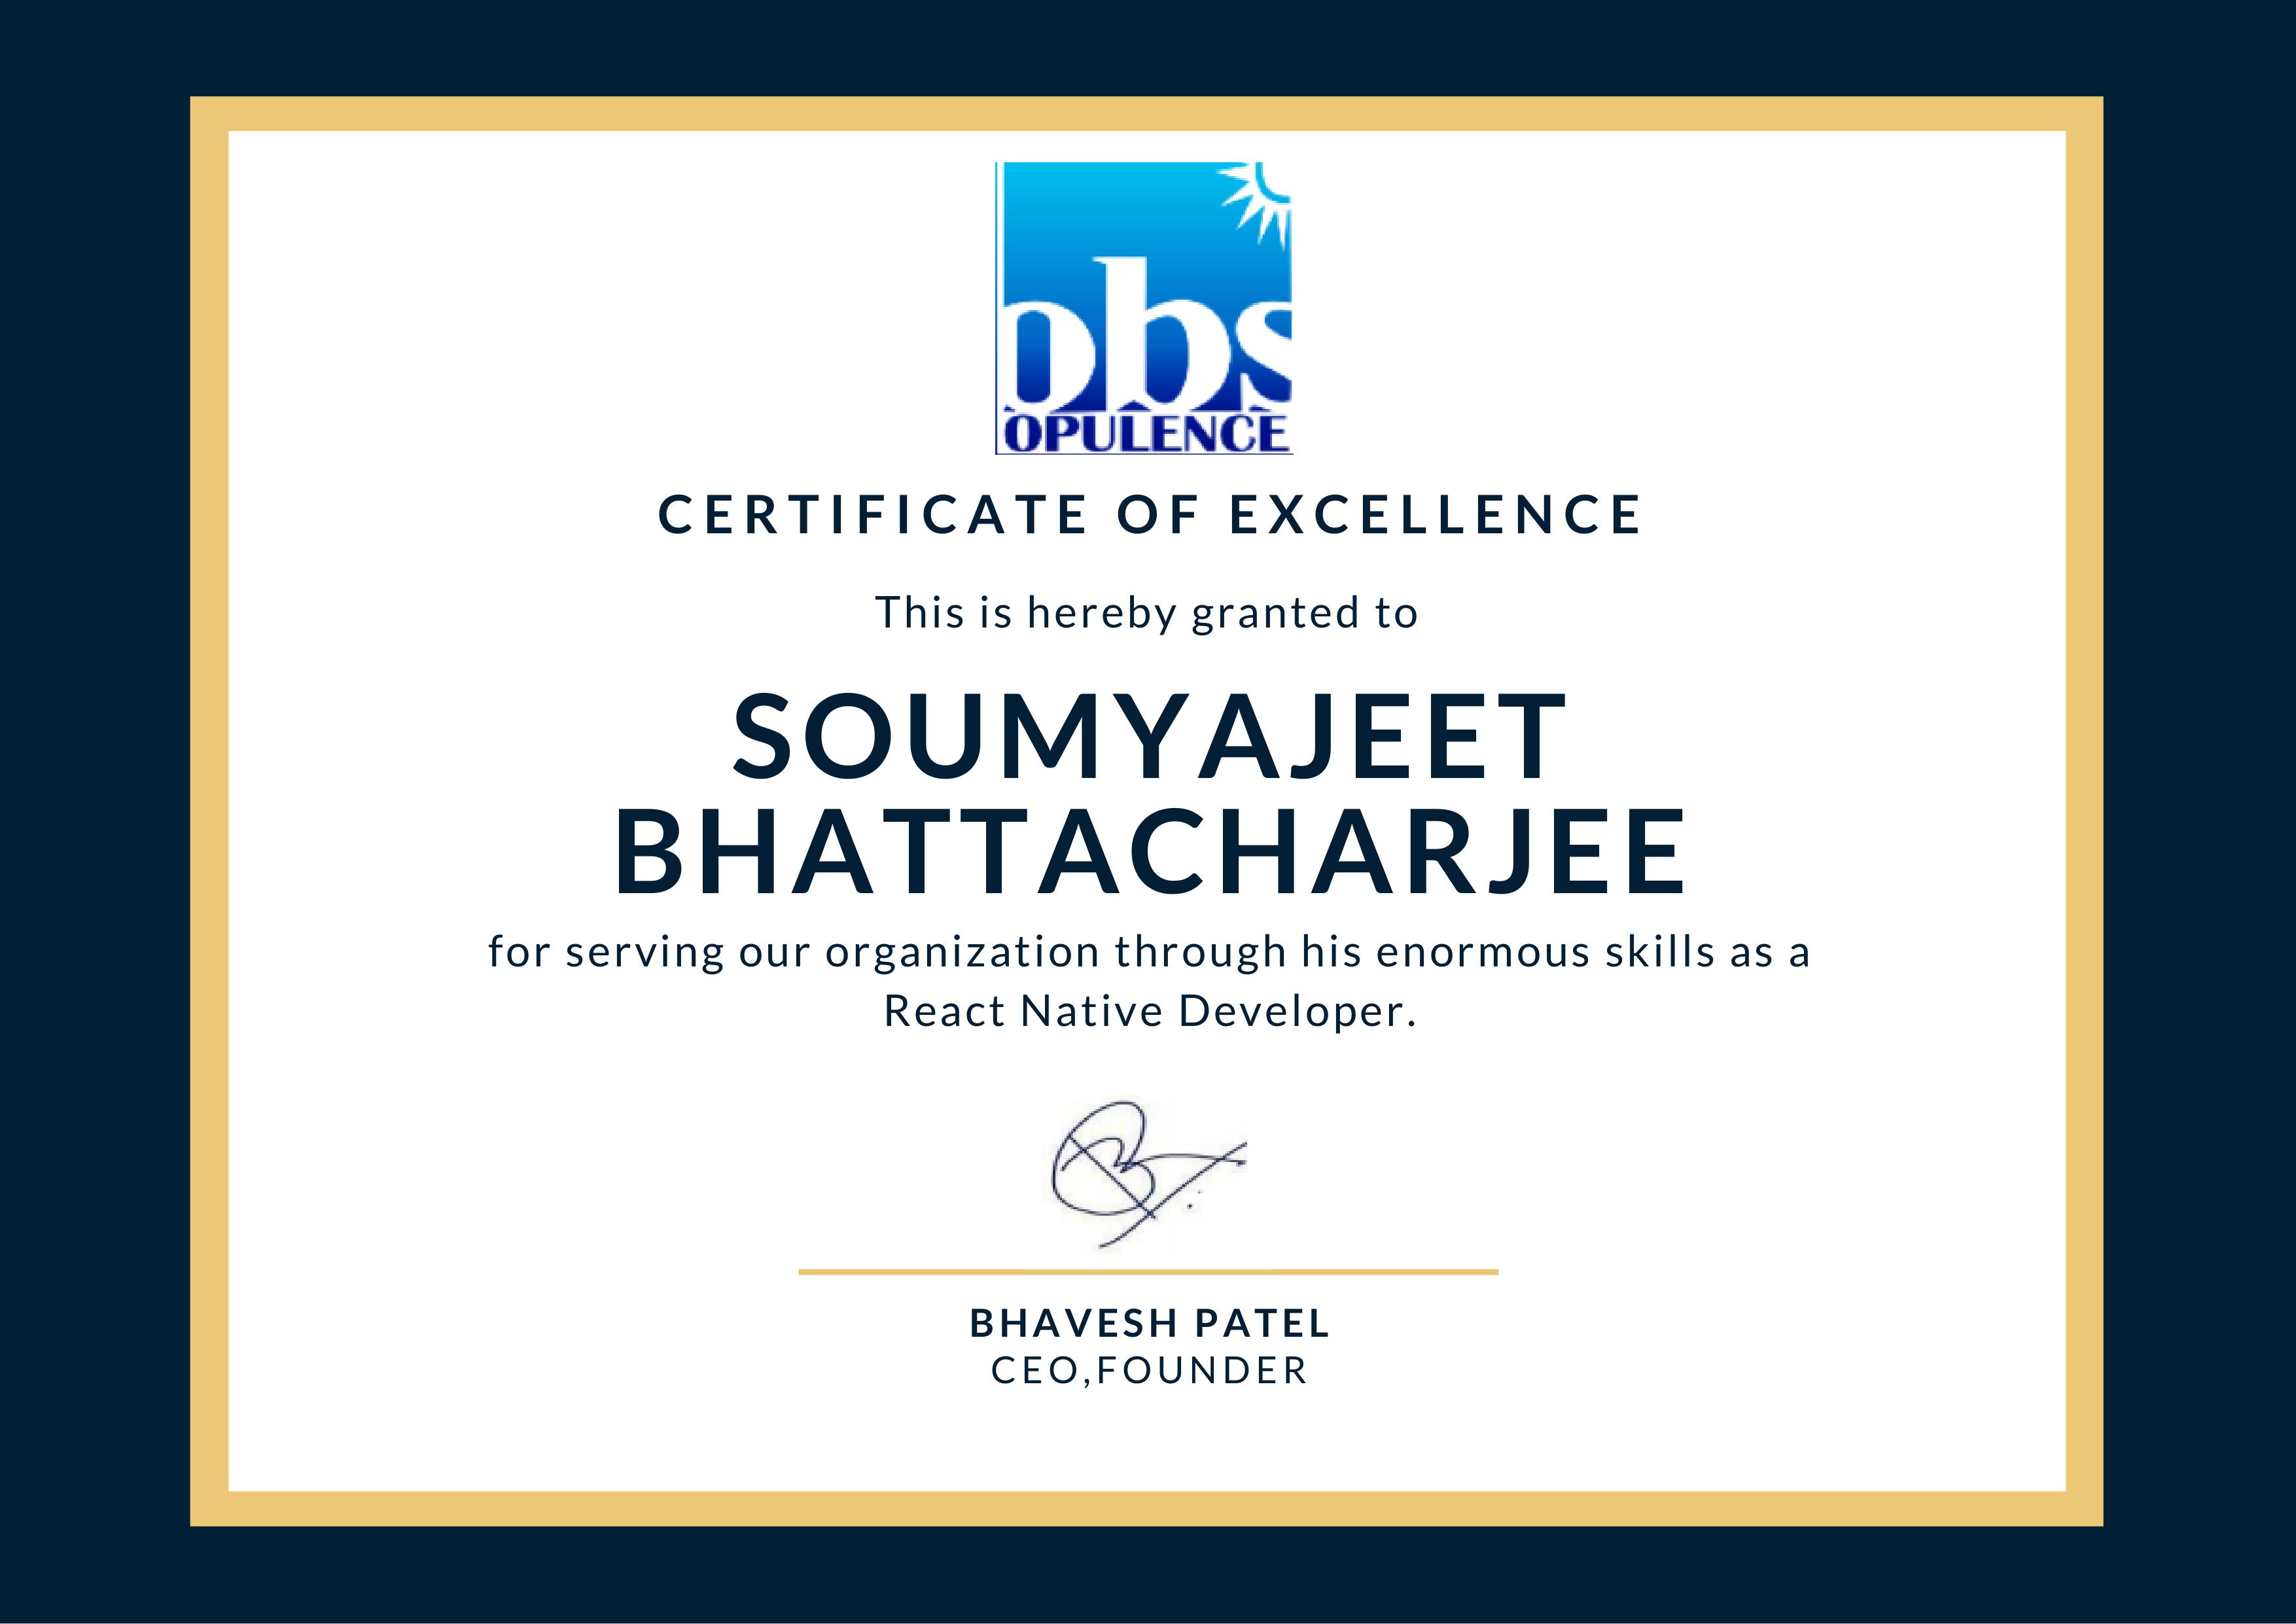 obs
OPULENCE
CERTIFICATE OF EXCELLENCE
This is hereby granted to
SOUMYAJEET
BHATTACHARJEE
for serving our organization through his enormous skills as a
React Native Developer.
BHAVESH PATEL
CEO,FOUNDER